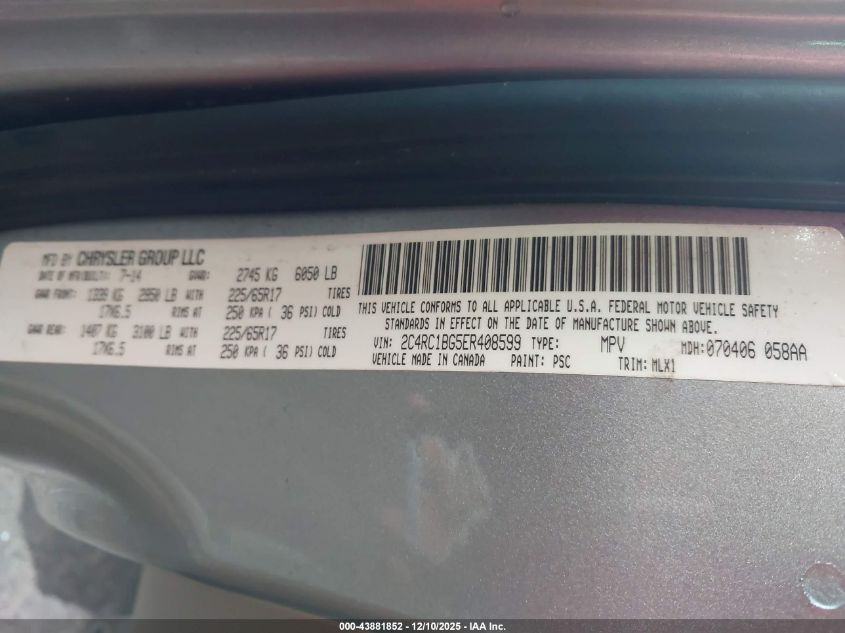 MFD BY CHRYSLER GROUP LLC
DATE OF MFR/BUILT: 7-14 GVWR: 2745 KG 6050 LB
GAWR FRONT: KG 2850 LB WITH 225/65R17 TIRES
17X6.5 RIMS AT 250 KPA ( 36 PSI) COLD
GAWR REAR: 1407 KG 3100 LB WITH 225/65R17 TIRES
17X6.5 RIMS AT 250 KPA ( 36 PSI) COLD
THIS VEHICLE CONFORMS TO ALL APPLICABLE U.S.A. FEDERAL MOTOR VEHICLE SAFETY
STANDARDS IN EFFECT ON THE DATE OF MANUFACTURE SHOWN ABOVE.
VIN: 2C4RC1BG5ER408599 TYPE: MPV MDH: 070406 058AA
VEHICLE MADE IN CANADA PAINT: PSC TRIM: MLX1
000-43881852 - 12/10/2025 - IAA Inc.